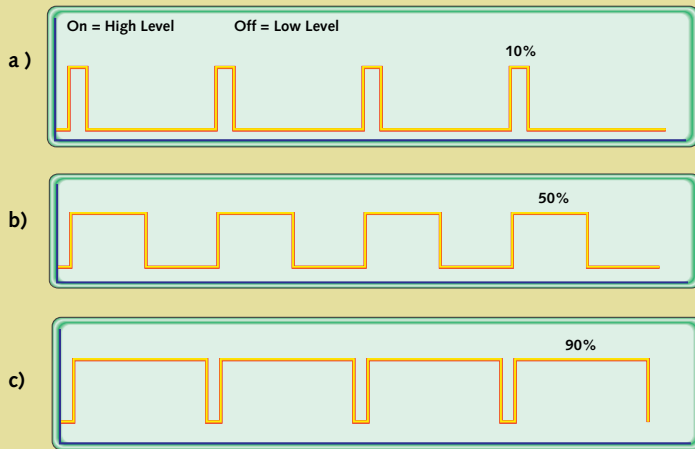 On = High Level Off = Low Level
a )
10%
b)
50%
c)
90%